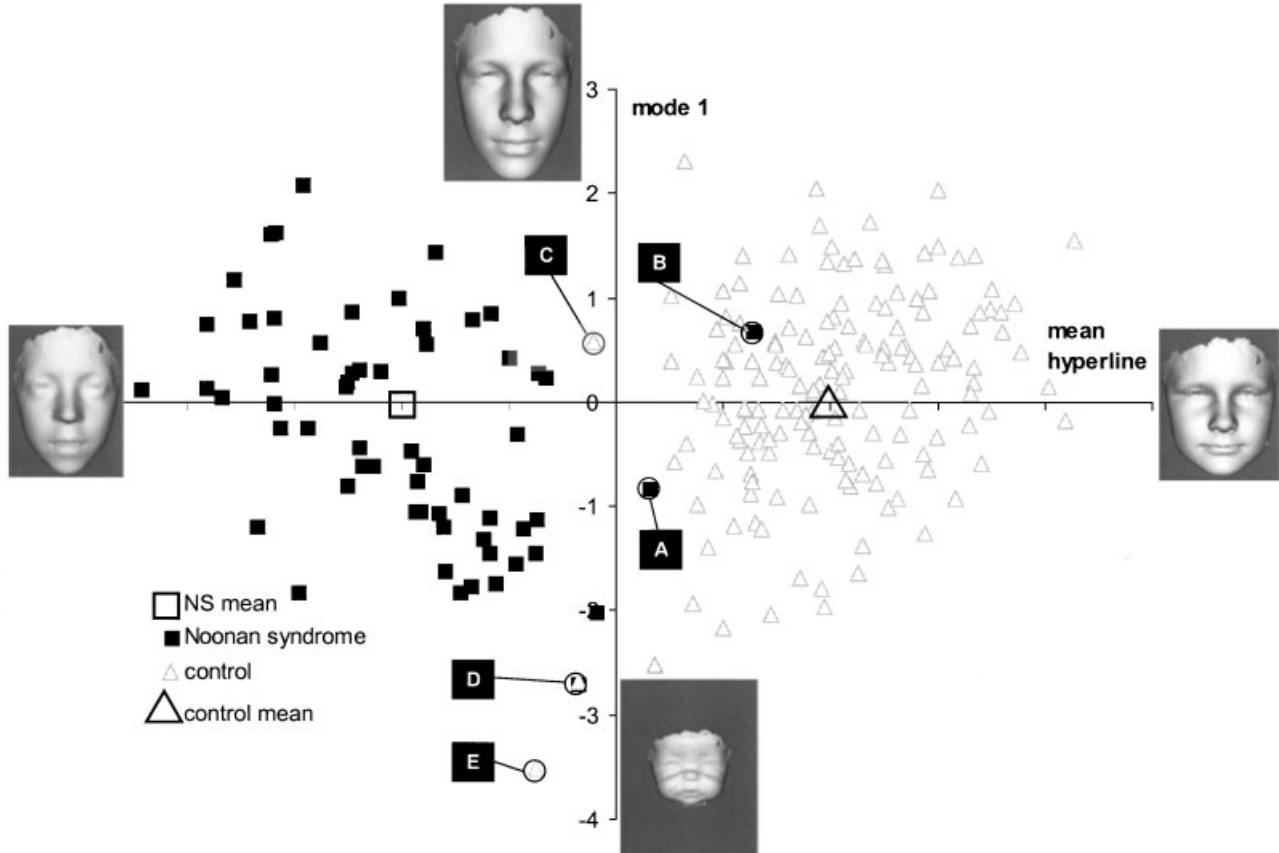 3
mode 1
2
C
B
1
mean
hyperline
0
-1
A
NS mean
-2
Noonan syndrome
control
D
control mean
-3
E
-4